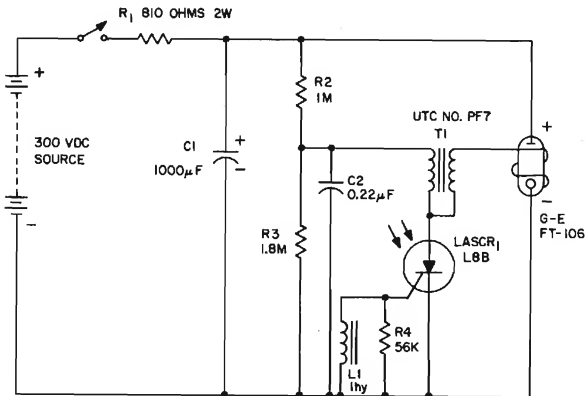 R1 810 OHMS 2W
+
300 VDC
SOURCE
-
C1
1000μF
+
-
R2
1M
R3
1.8M
C2
0.22μF
UTC NO. PF7
T1
LASCR1
L8B
L1
1hy
R4
56K
+
-
G-E
FT-106